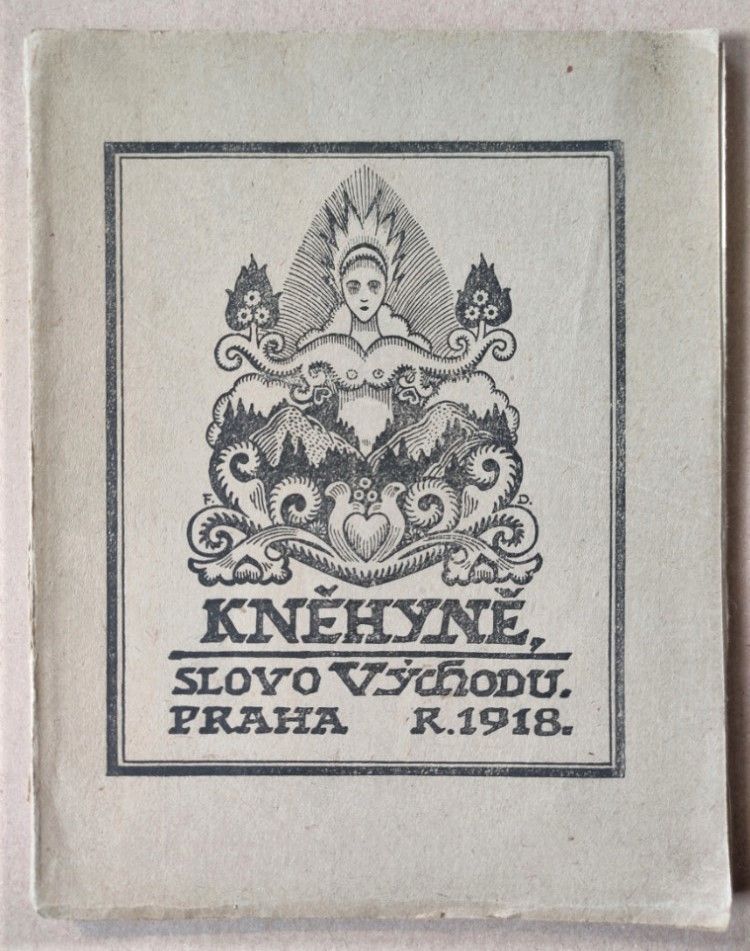 F. D.
KNĚHYNĚ,
SLOVO VÝCHODU.
PRAHA R. 1918.